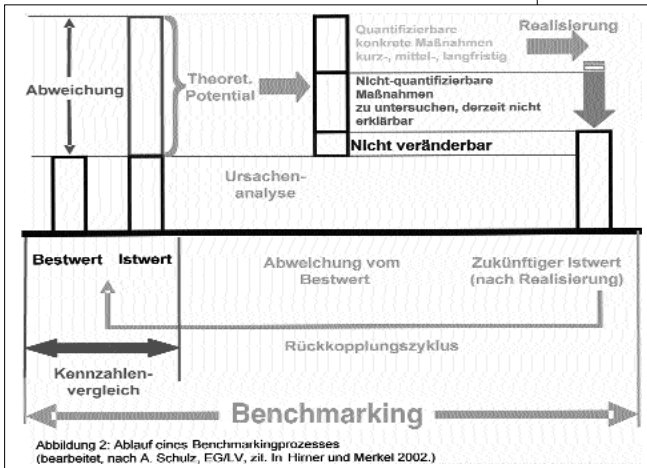 Abweichung
Theoret.
Potential
Quantifizierbare
konkrete Maßnahmen
kurz-, mittel-, langfristig
Realisierung
Nicht-quantifizierbare
Maßnahmen
zu untersuchen, derzeit nicht
erklärbar
Nicht veränderbar
Ursachen-
analyse
Bestwert Istwert
Abweichung vom
Bestwert
Zukünftiger Istwert
(nach Realisierung)
Rückkopplungszyklus
Kennzahlen-
vergleich
Benchmarking
Abbildung 2: Ablauf eines Benchmarkingprozesses
(bearbeitet, nach A. Schulz, EG/LV, zit. In Hirner und Merkel 2002.)